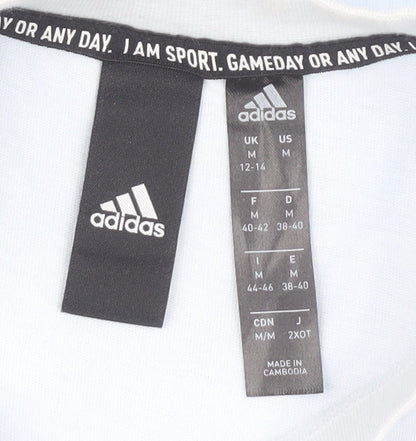 Y OR ANY DAY. I AM SPORT. GAMEDAY OR ANY DAY.
adidas
adidas
UK US
M M
12-14
F D
M M
40-42 38-40
I E
M M
44-46 38-40
CDN J
M/M 2XOT
MADE IN
CAMBODIA